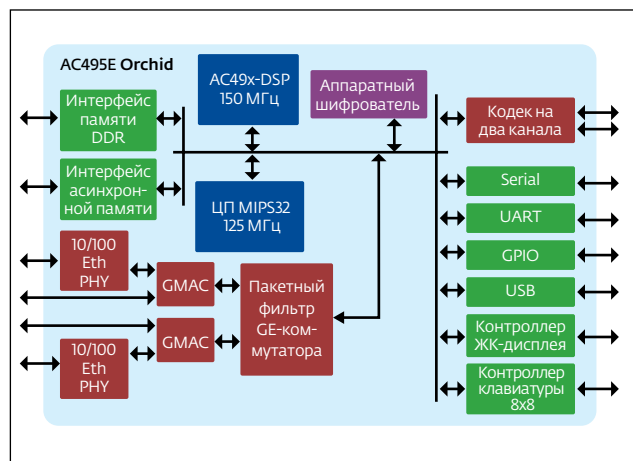 AC495E Orchid
AC49x-DSP
150 МГц
Аппаратный
шифрователь
Интерфейс
памяти
DDR
Кодек на
два канала
Интерфейс
асинхрон-
ной памяти
ЦП MIPS32
125 МГц
Serial
UART
GPIO
USB
Контроллер
ЖК-дисплея
Контроллер
клавиатуры
8x8
10/100
Eth
PHY
GMAC
Пакетный
фильтр
GE-ком-
мутатора
GMAC
10/100
Eth
PHY